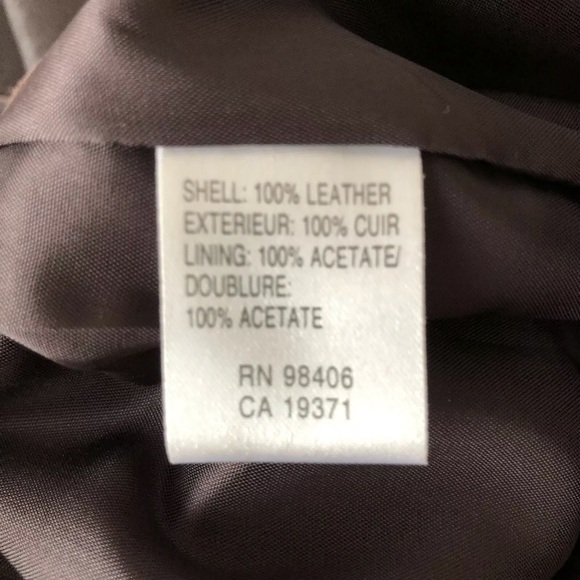 SHELL: 100% LEATHER
EXTERIEUR: 100% CUIR
LINING: 100% ACETATE/
DOUBLURE:
100% ACETATE
RN 98406
CA 19371